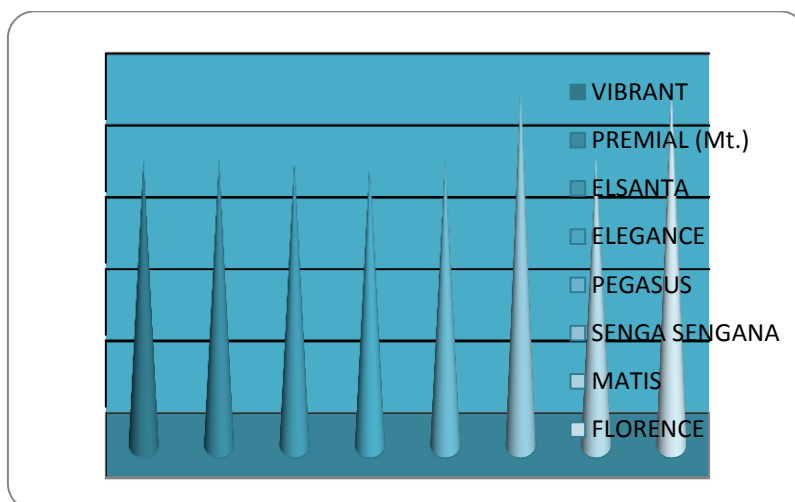 VIBRANT
PREMIAL (Mt.)
ELSANTA
ELEGANCE
PEGASUS
SENGA SENGANA
MATIS
FLORENCE